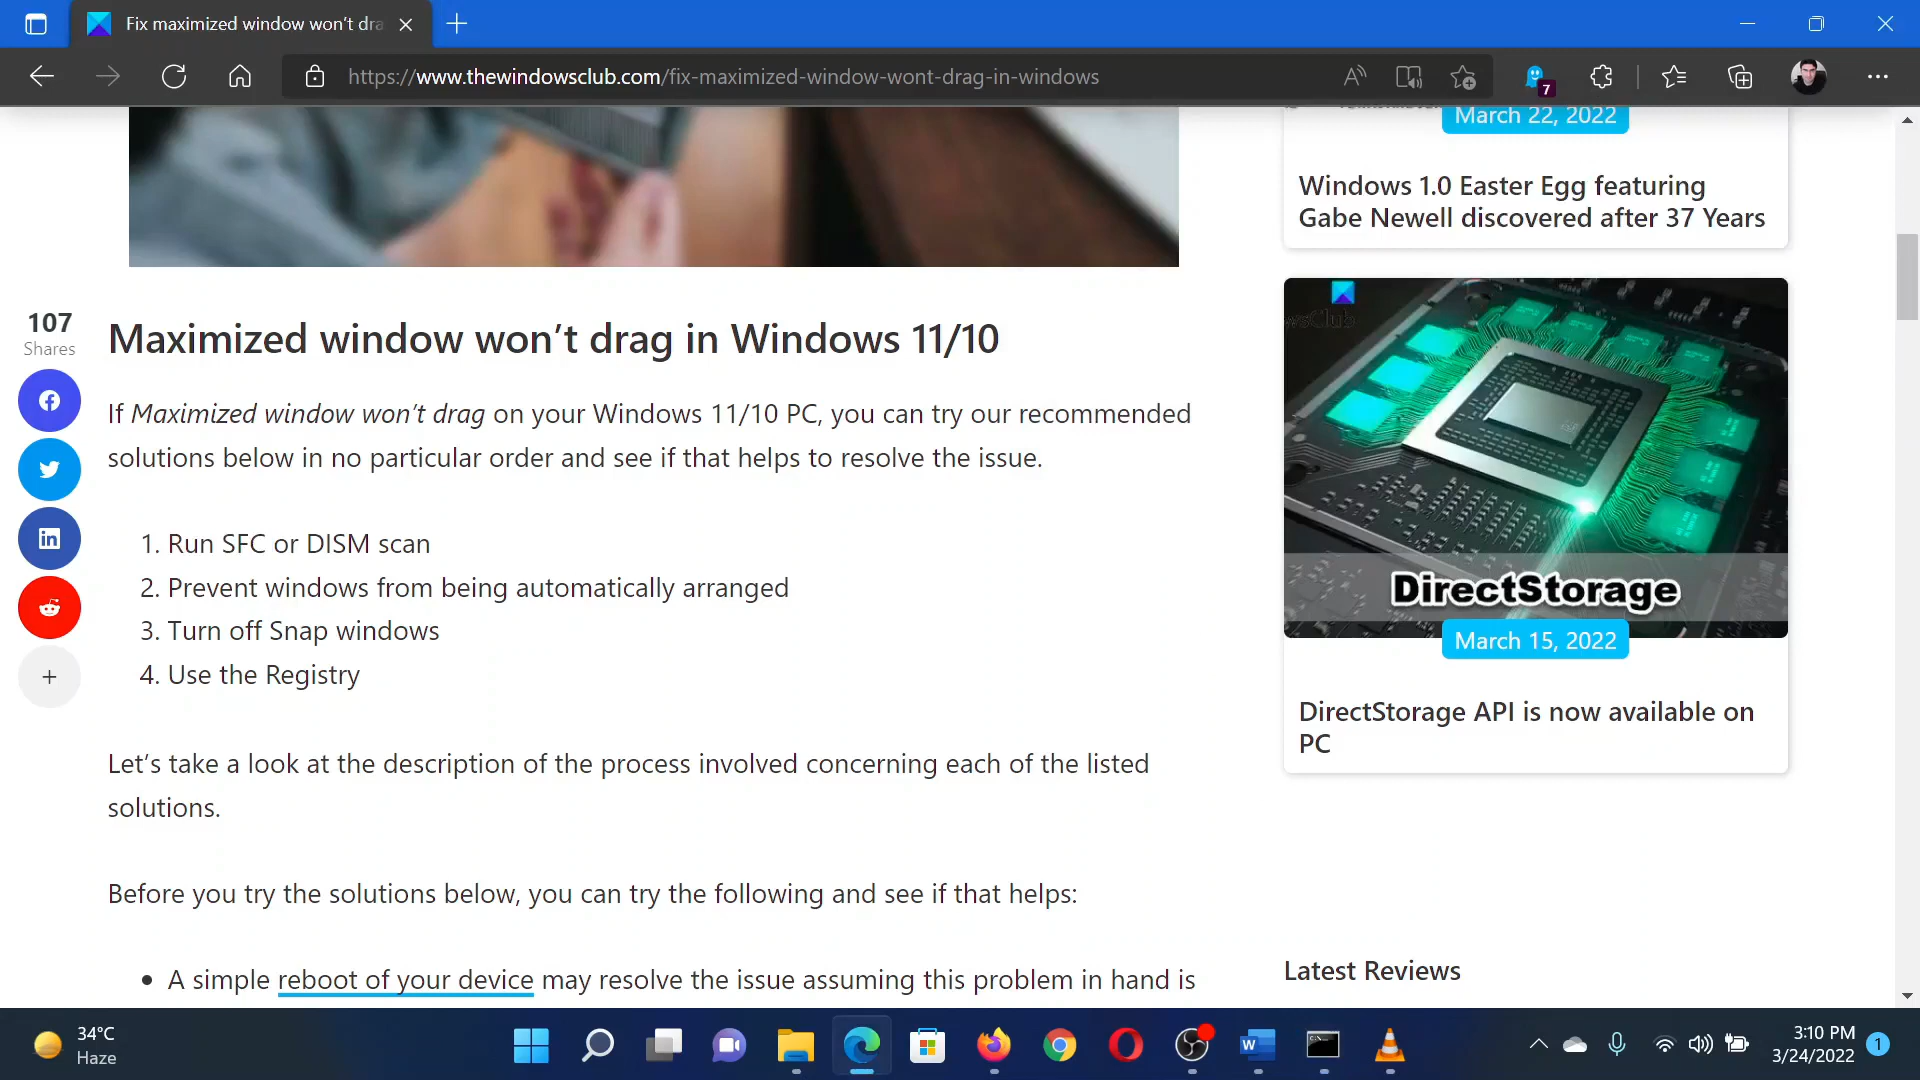 Fix maximized window won't dra
https://www.thewindowsclub.com/fix-maximized-window-wont-drag-in-windows
7
March 22, 2022
Windows 1.0 Easter Egg featuring
Gabe Newell discovered after 37 Years
107
Shares
Maximized window won’t drag in Windows 11/10
If Maximized window won’t drag on your Windows 11/10 PC, you can try our recommended
solutions below in no particular order and see if that helps to resolve the issue.
1. Run SFC or DISM scan
2. Prevent windows from being automatically arranged
3. Turn off Snap windows
4. Use the Registry
Let’s take a look at the description of the process involved concerning each of the listed
solutions.
Before you try the solutions below, you can try the following and see if that helps:
• A simple reboot of your device may resolve the issue assuming this problem in hand is
DirectStorage
March 15, 2022
DirectStorage API is now available on
PC
Latest Reviews
34°C
Haze
3:10 PM
3/24/2022
1